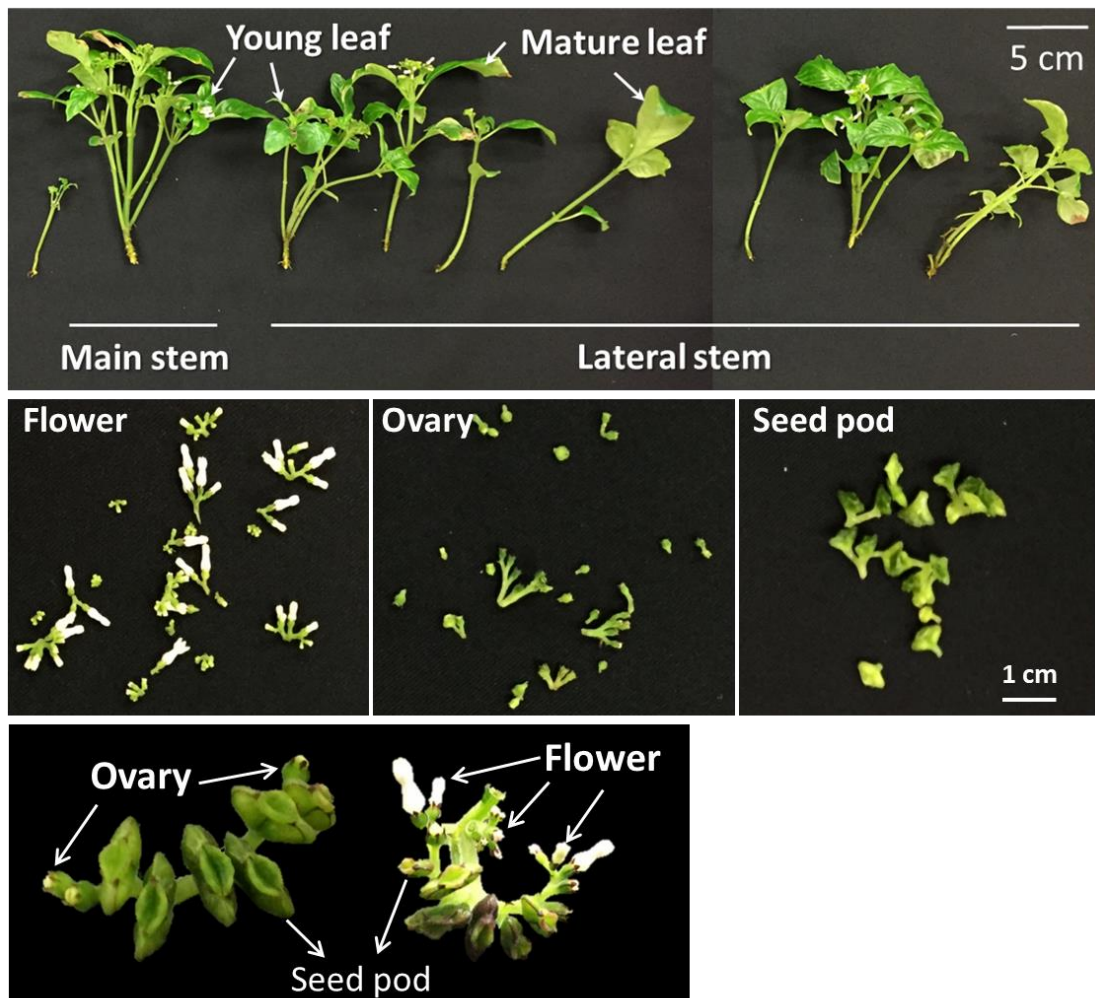 Young leaf
Mature leaf
5 cm
Main stem
Lateral stem
Flower
Ovary
Seed pod
1 cm
Ovary
Flower
Seed pod